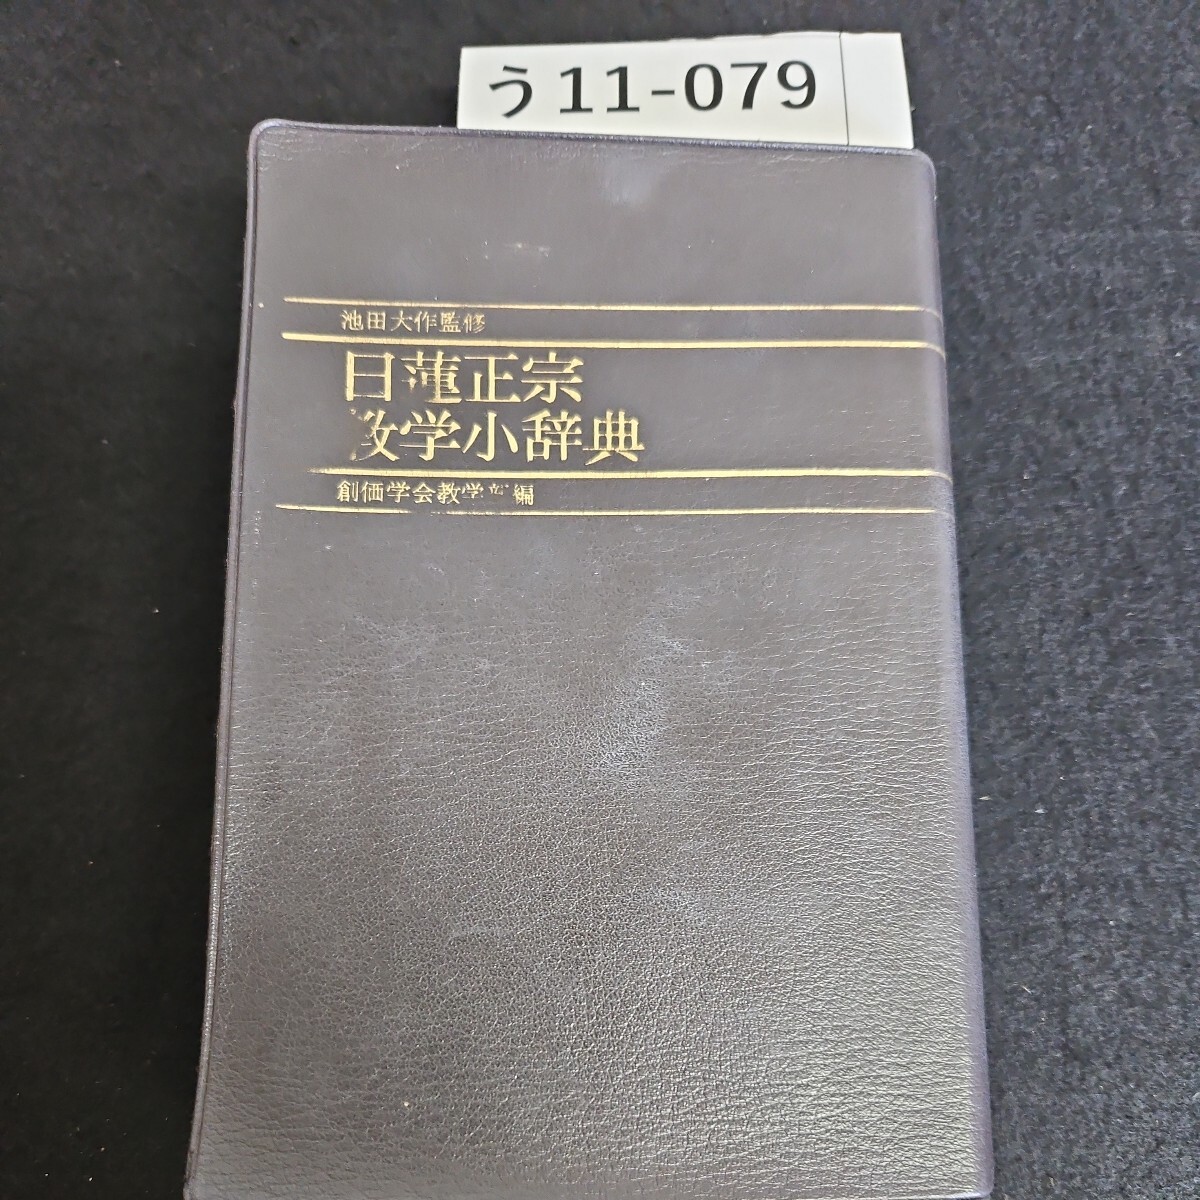 う11-079
池田大作監修
日蓮正宗
教学小辞典
創価学会教学部編